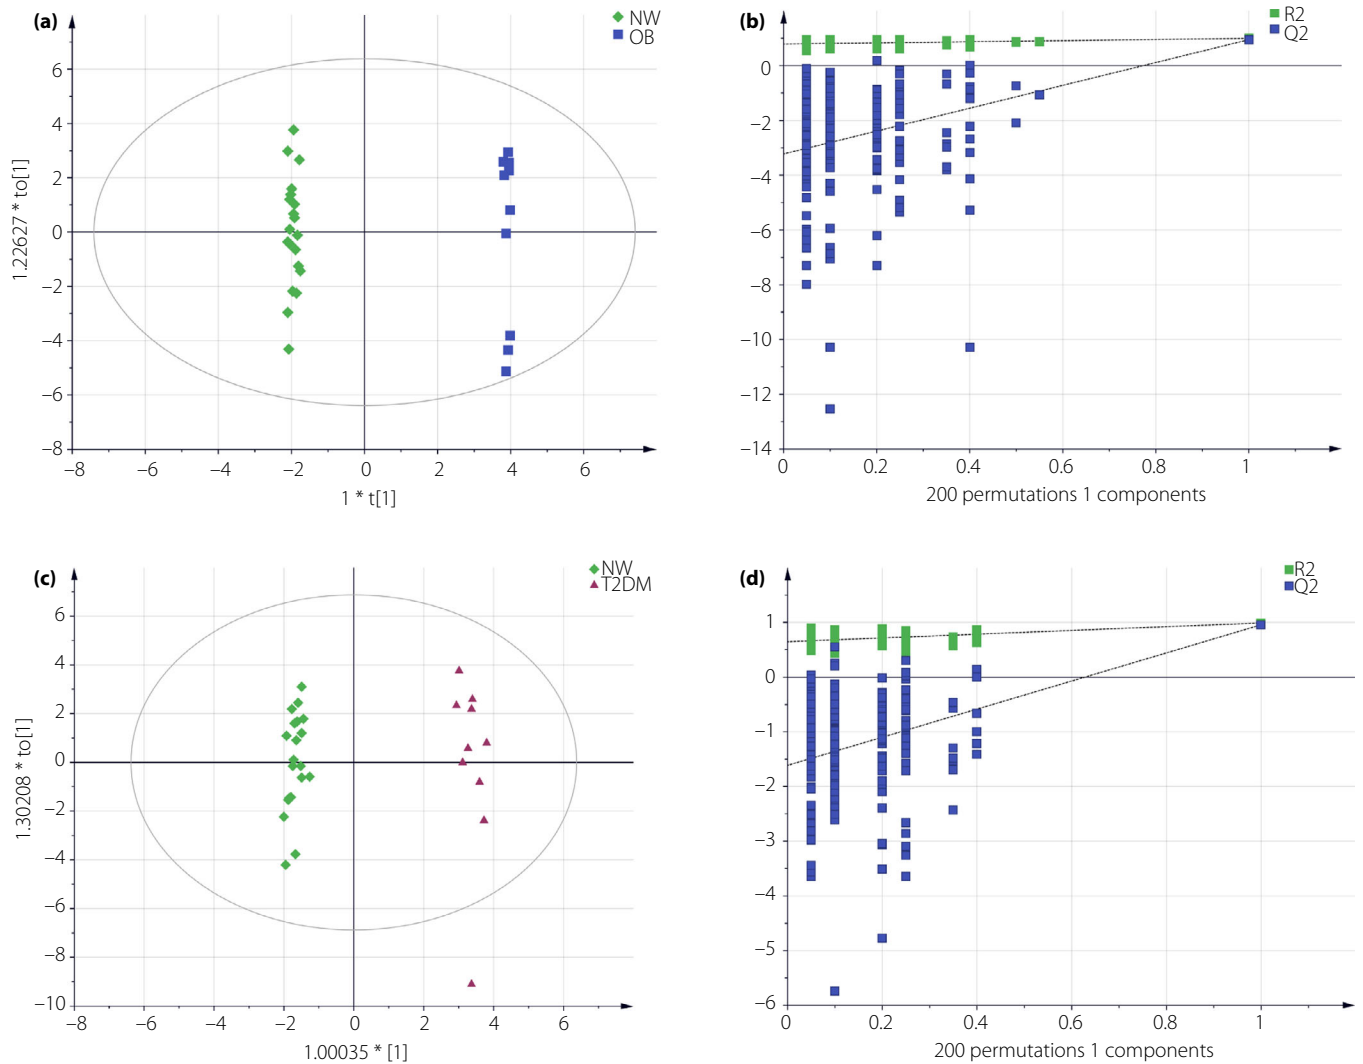 (a)
NW
OB
6
4
2
0
−2
−4
−6
−8
−8 −6 −4 −2 0 2 4 6
1.22627 * to[1]
1 * t[1]
(b)
R2
Q2
0
−2
−4
−6
−8
−10
−12
−14
0 0.2 0.4 0.6 0.8 1
200 permutations 1 components
(c)
NW
T2DM
6
4
2
0
−2
−4
−6
−8
−10
−8 −6 −4 −2 0 2 4 6
1.30208 * to[1]
1.00035 * [1]
(d)
R2
Q2
1
0
−1
−2
−3
−4
−5
−6
0 0.2 0.4 0.6 0.8 1
200 permutations 1 components